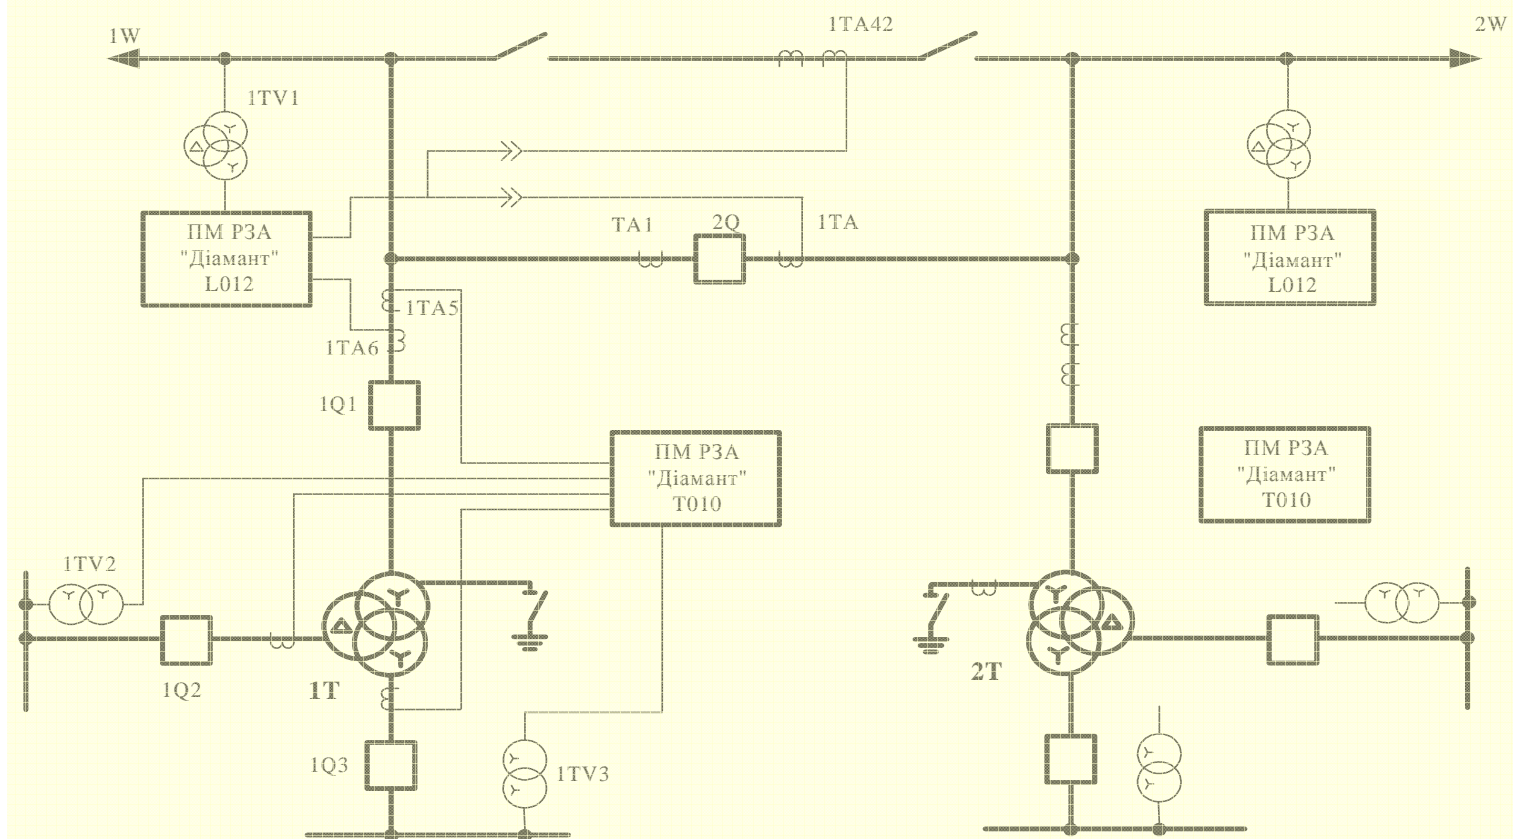 1TA42
1W
2W
1TV1
ПМ РЗА
"Діамант"
L012
TA1
2Q
1TA
ПМ РЗА
"Діамант"
L012
1TA5
1TA6
1Q1
ПМ РЗА
"Діамант"
T010
ПМ РЗА
"Діамант"
T010
1TV2
1Q2
1T
2T
1Q3
1TV3